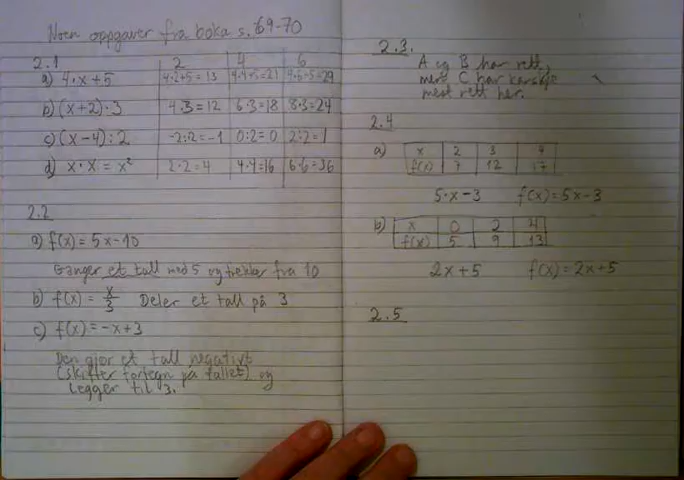 Noen oppgaver fra boka s. 69-70
2.1 2 4 6
a) 4·x+5 4·2+5=13 4·4+5=21 4·6+5=29
b) (x+2)·3 4·3=12 6·3=18 8·3=24
c) (x-4):2 -2:2=-1 0:2=0 2:2=1
d) x·x=x² 2·2=4 4·4=16 6·6=36
2.2
a) f(x)=5x-10
Ganger et tall med 5 og trekker fra 10
b) f(x)=x/3 Deler et tall på 3
c) f(x)=-x+3
Den gjør et tall negativt
(skifter fortegn på tallet) og
legger til 3.
2.3.
A og B har rett,
men C har kanskje
mest rett her.
2.4
a) x 2 3 4
f(x) 7 12 17
5·x-3 f(x)=5x-3
b) x 0 2 4
f(x) 5 9 13
2x+5 f(x)=2x+5
2.5